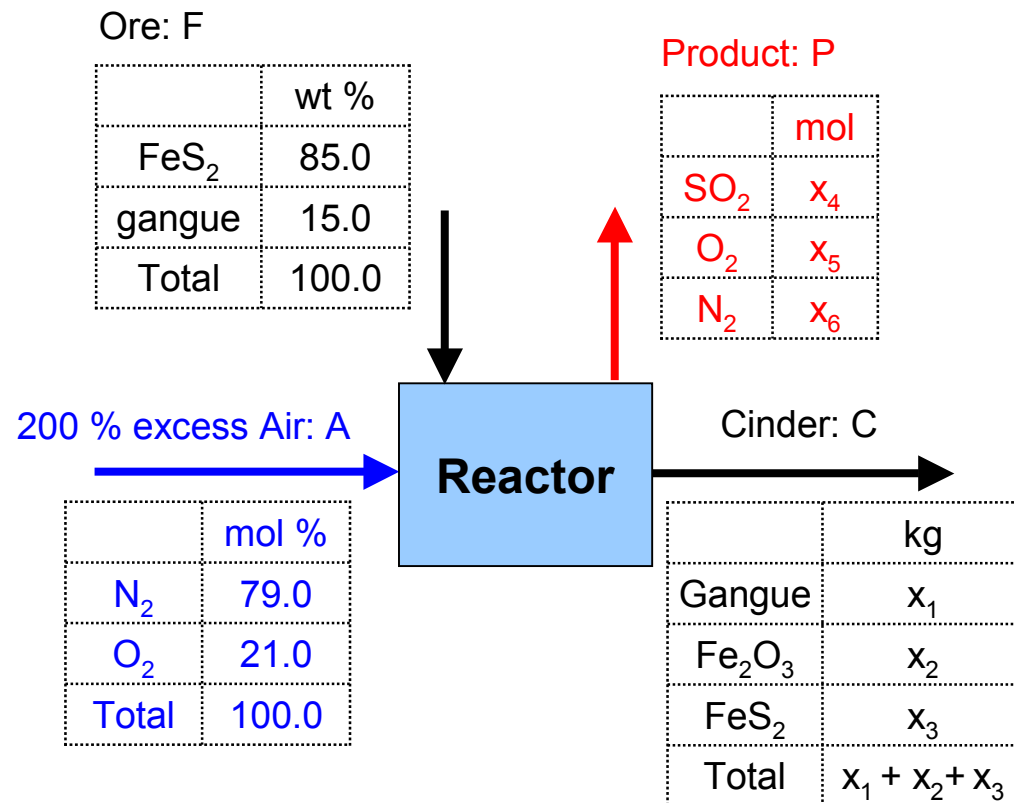 Ore: F
wt %
FeS₂ 85.0
gangue 15.0
Total 100.0
Product: P
mol
SO₂ x₄
O₂ x₅
N₂ x₆
200 % excess Air: A
mol %
N₂ 79.0
O₂ 21.0
Total 100.0
Reactor
Cinder: C
kg
Gangue x₁
Fe₂O₃ x₂
FeS₂ x₃
Total x₁ + x₂+ x₃